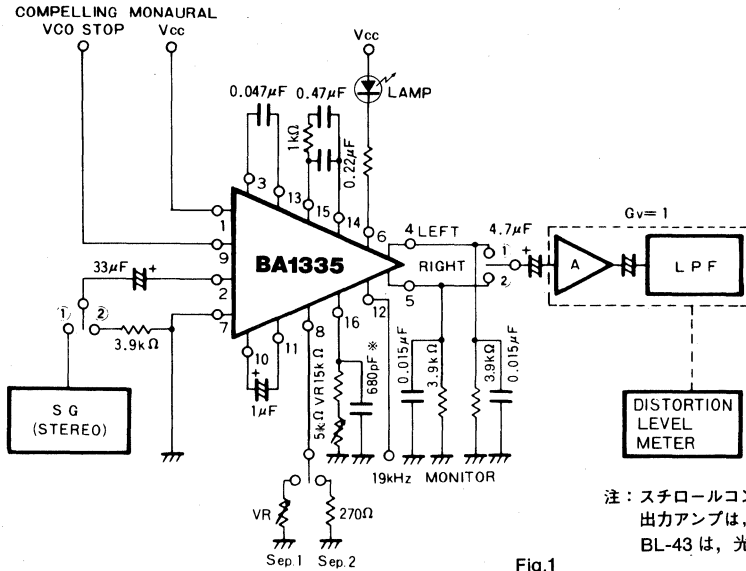 COMPELLING MONAURAL
VCO STOP
Vcc
Vcc
LAMP
0.047μF
0.47μF
1kΩ
0.22μF
3
13
15
14
6
1
9
2
7
BA1335
4 LEFT
RIGHT
5
12
16
8
11
10
4.7μF
+
①
②
Gv=1
A
LPF
33μF
+
①
②
3.9kΩ
SG
(STEREO)
+
1μF
5kΩ VR15kΩ
680pF※
0.015μF
3.9kΩ
3.9kΩ
0.015μF
DISTORTION
LEVEL
METER
19kHz MONITOR
VR
270Ω
Sep.1
Sep.2
注：スチロールコン
出力アンプは，
BL-43は，光
Fig.1